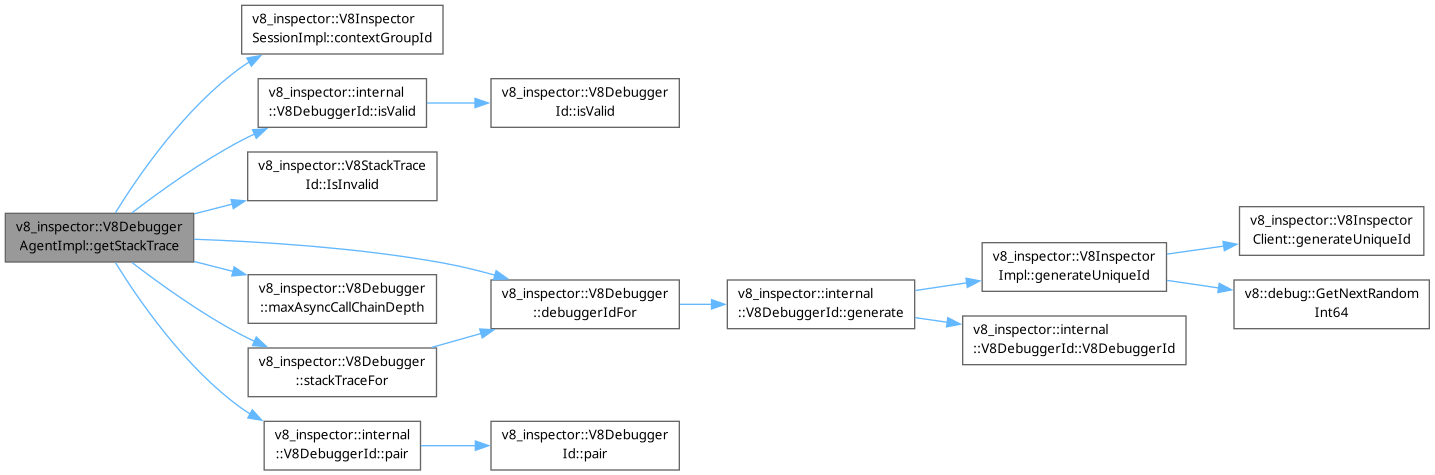 v8_inspector::V8Inspector
SessionImpl::contextGroupId
v8_inspector::internal
::V8DebuggerId::isValid
v8_inspector::V8Debugger
Id::isValid
v8_inspector::V8StackTrace
Id::IsInvalid
v8_inspector::V8Debugger
AgentImpl::getStackTrace
v8_inspector::V8Debugger
::maxAsyncCallChainDepth
v8_inspector::V8Debugger
::debuggerIdFor
v8_inspector::internal
::V8DebuggerId::generate
v8_inspector::V8Inspector
Impl::generateUniqueId
v8_inspector::V8Inspector
Client::generateUniqueId
v8::debug::GetNextRandom
Int64
v8_inspector::internal
::V8DebuggerId::V8DebuggerId
v8_inspector::V8Debugger
::stackTraceFor
v8_inspector::internal
::V8DebuggerId::pair
v8_inspector::V8Debugger
Id::pair